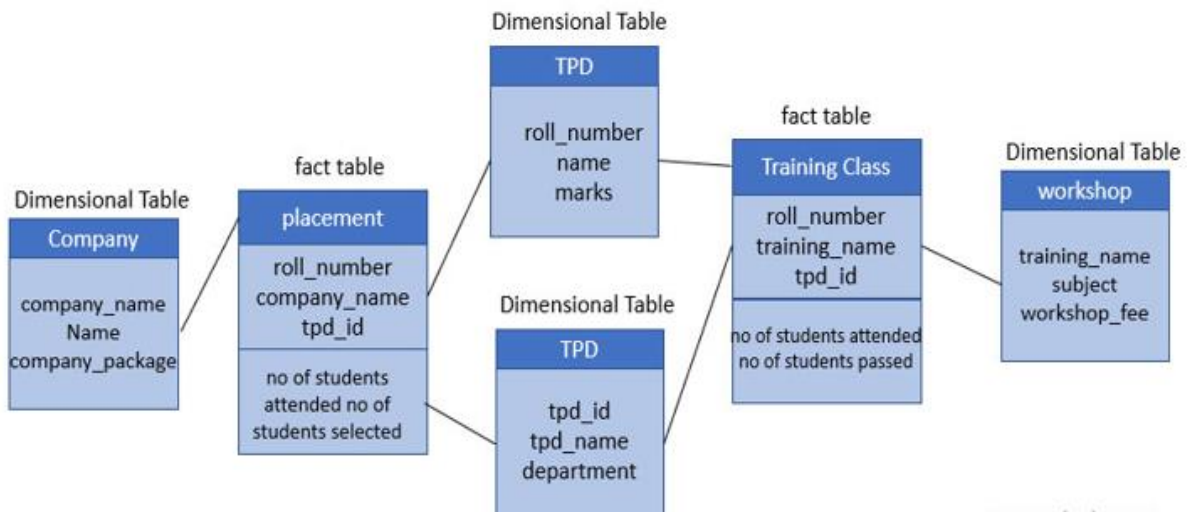 Dimensional Table
TPD
roll_number
name
marks
fact table
Training Class
roll_number
training_name
tpd_id
no of students attended
no of students passed
Dimensional Table
workshop
training_name
subject
workshop_fee
fact table
placement
roll_number
company_name
tpd_id
no of students
attended no of
students selected
Dimensional Table
Company
company_name
Name
company_package
Dimensional Table
TPD
tpd_id
tpd_name
department